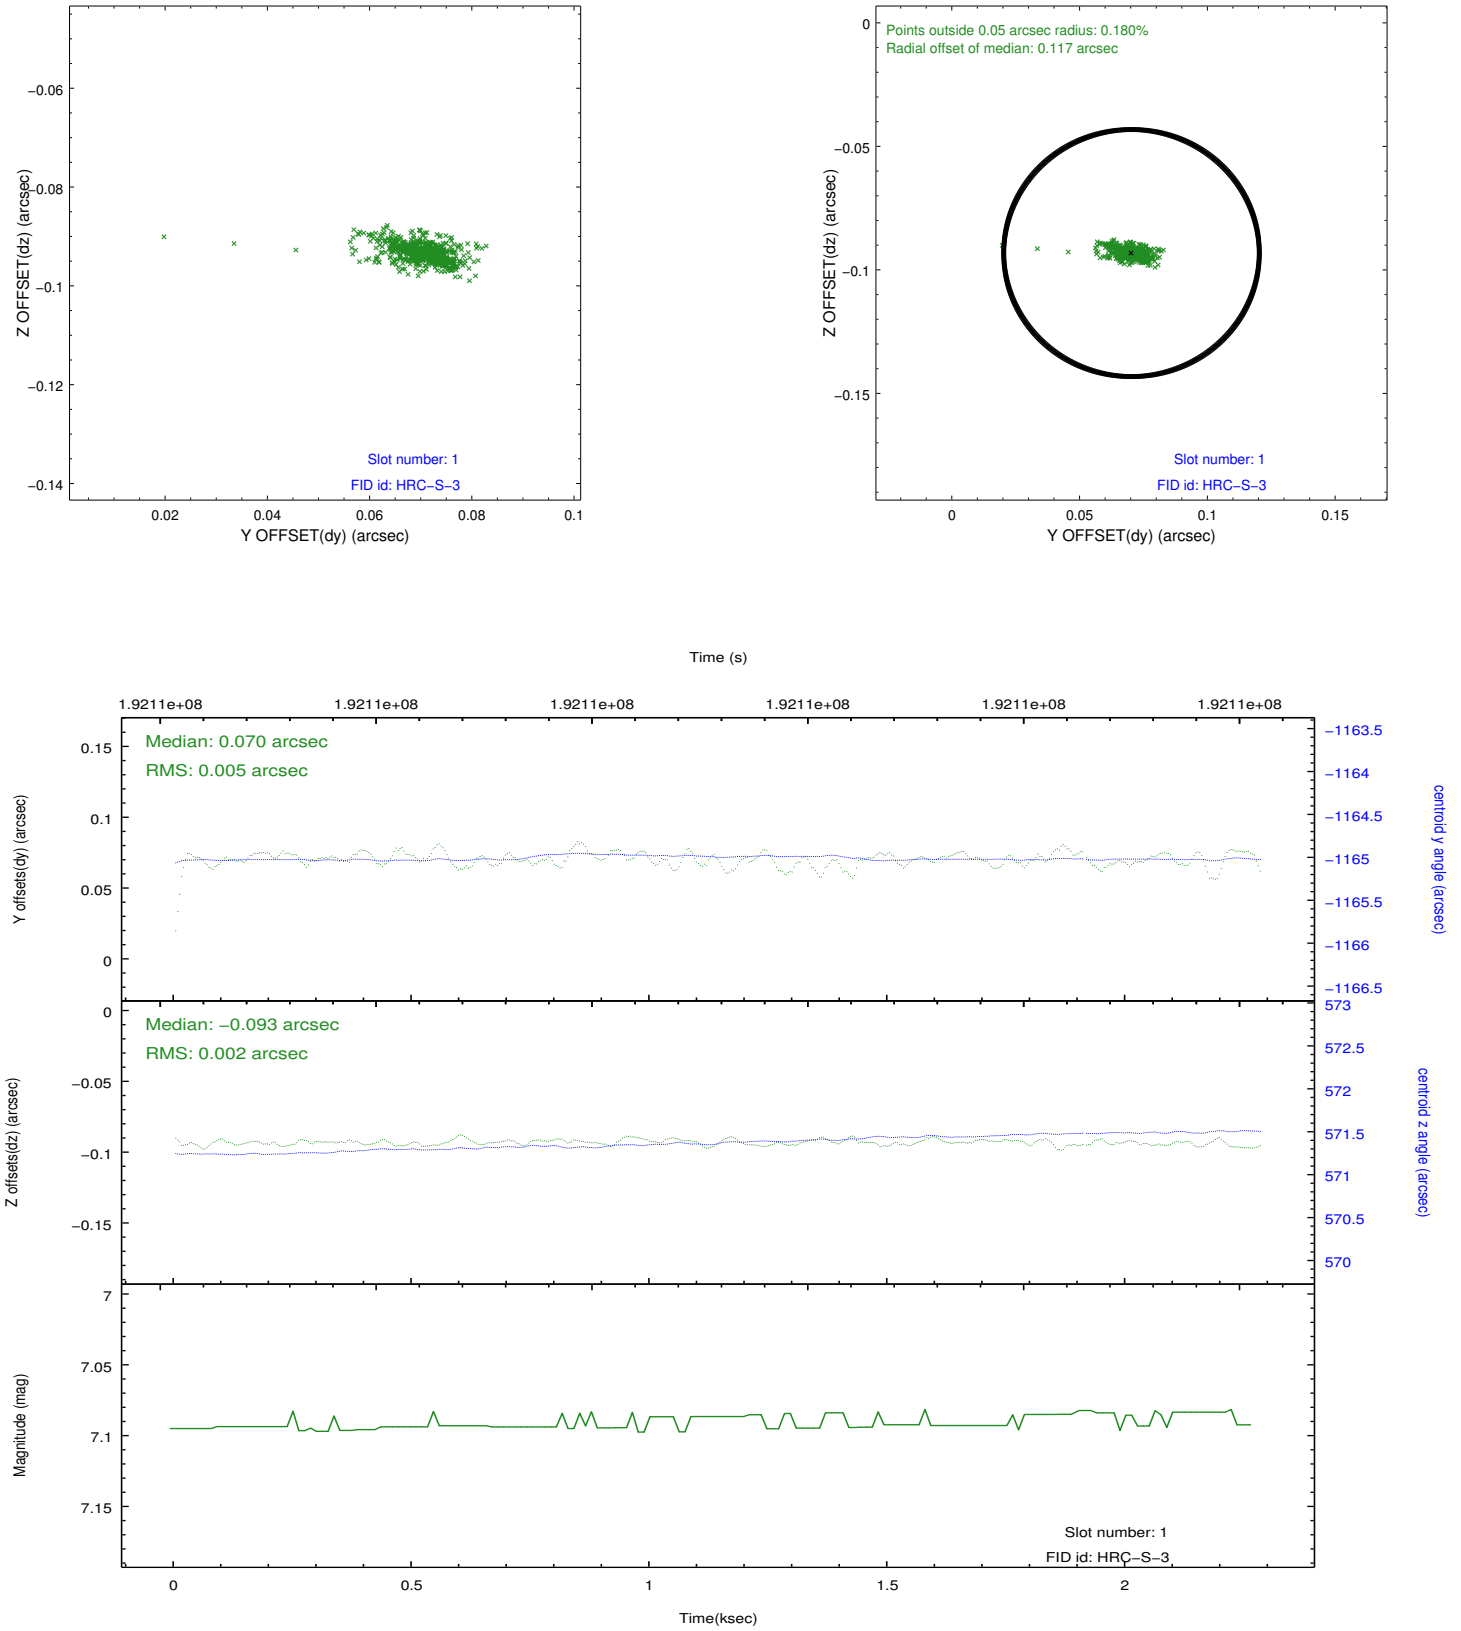 −0.06
−0.08
−0.1
−0.12
−0.14
Z OFFSET(dz) (arcsec)
0.02 0.04 0.06 0.08 0.1
Y OFFSET(dy) (arcsec)
Slot number: 1
FID id: HRC−S−3
Points outside 0.05 arcsec radius: 0.180%
Radial offset of median: 0.117 arcsec
0
−0.05
−0.1
−0.15
Z OFFSET(dz) (arcsec)
0 0.05 0.1 0.15
Y OFFSET(dy) (arcsec)
Slot number: 1
FID id: HRC−S−3
Time (s)
1.9211e+08 1.9211e+08 1.9211e+08 1.9211e+08 1.9211e+08 1.9211e+08
Median: 0.070 arcsec
RMS: 0.005 arcsec
0.15
0.1
0.05
0
Y offsets(dy) (arcsec)
−1163.5
−1164
−1164.5
−1165
−1165.5
−1166
−1166.5
centroid y angle (arcsec)
Median: −0.093 arcsec
RMS: 0.002 arcsec
0
−0.05
−0.1
−0.15
Z offsets(dz) (arcsec)
573
572.5
572
571.5
571
570.5
570
centroid z angle (arcsec)
7
7.05
7.1
7.15
Magnitude (mag)
Slot number: 1
FID id: HRC−S−3
0 0.5 1 1.5 2
Time(ksec)